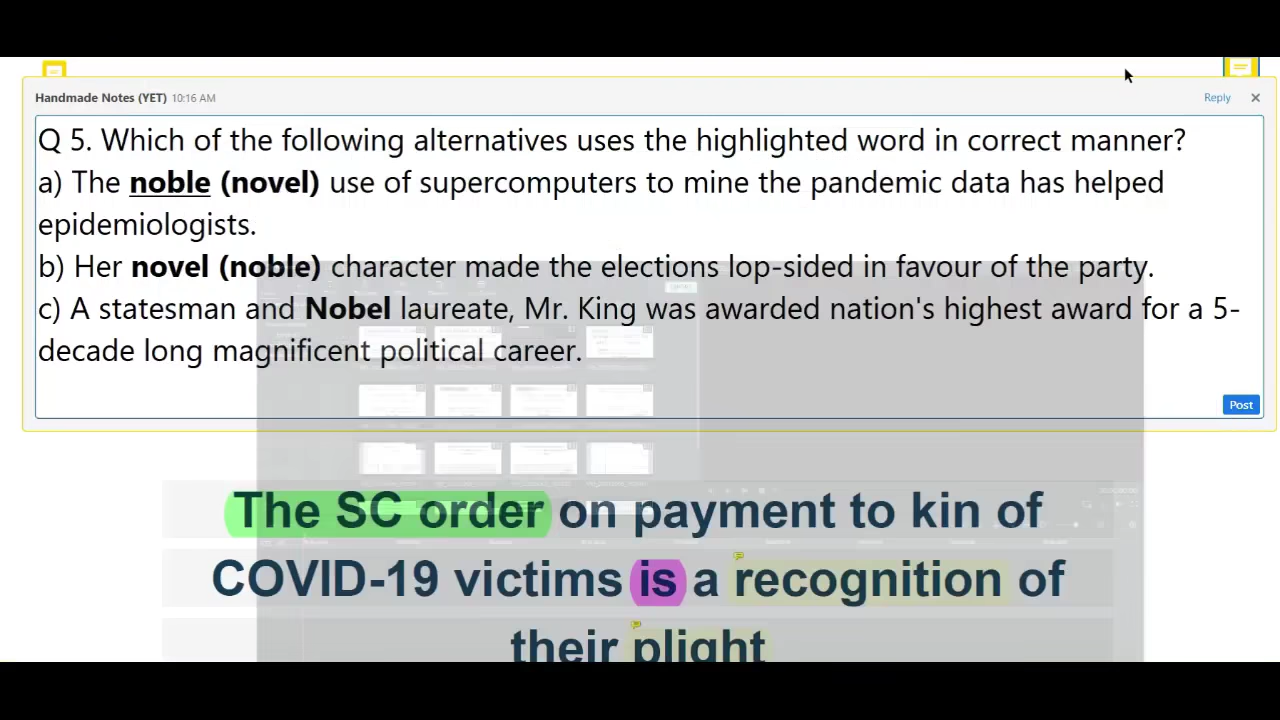 Handmade Notes (YET) 10:16 AM Reply
Q 5. Which of the following alternatives uses the highlighted word in correct manner?
a) The noble (novel) use of supercomputers to mine the pandemic data has helped
epidemiologists.
b) Her novel (noble) character made the elections lop-sided in favour of the party.
c) A statesman and Nobel laureate, Mr. King was awarded nation's highest award for a 5-
decade long magnificent political career.
Post
The SC order on payment to kin of
COVID-19 victims is a recognition of
their plight